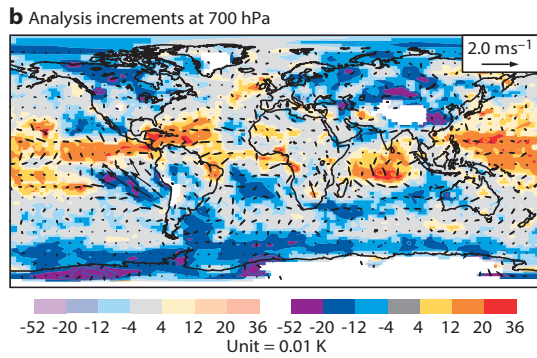 b Analysis increments at 700 hPa
2.0 ms⁻¹
-52 -20 -12 -4 4 12 20 36 -52 -20 -12 -4 4 12 20 36
Unit = 0.01 K